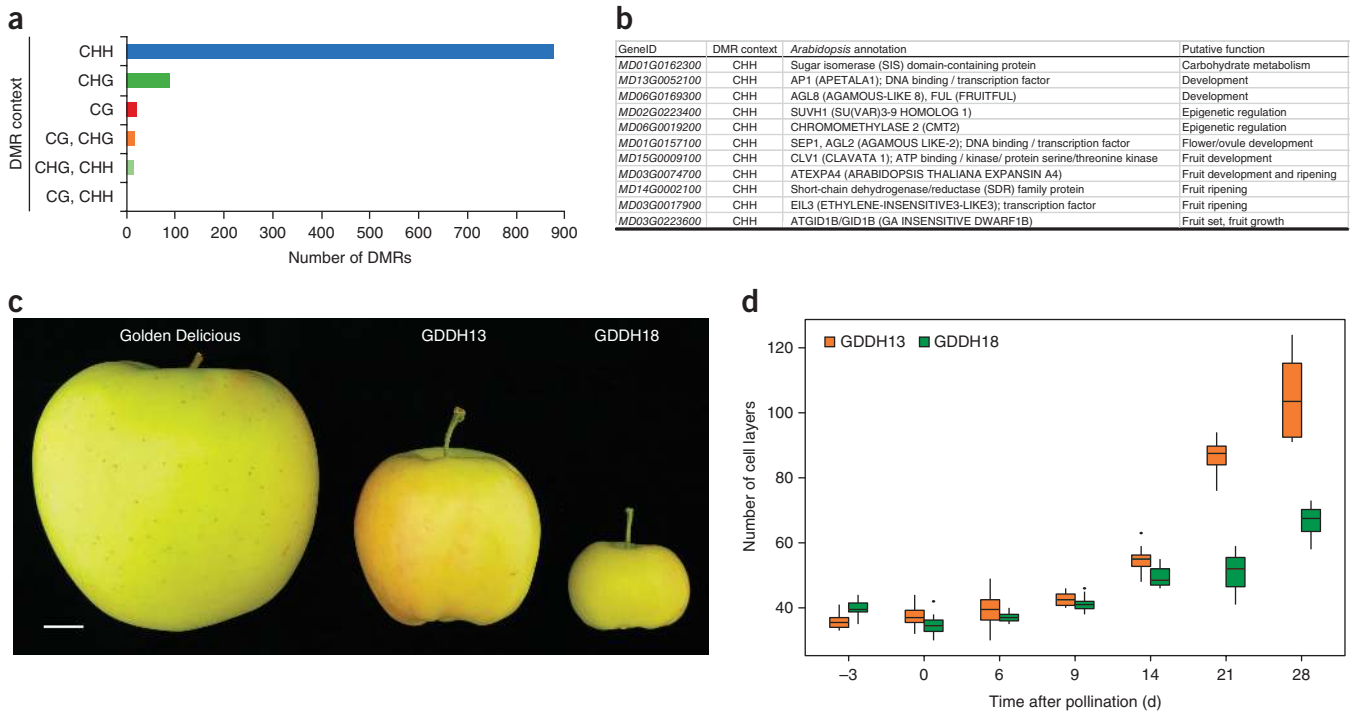 a
DMR context
CHH
CHG
CG
CG, CHG
CHG, CHH
CG, CHH
0 100 200 300 400 500 600 700 800 900
Number of DMRs
b
GeneID DMR context Arabidopsis annotation Putative function
MD01G0162300 CHH Sugar isomerase (SIS) domain-containing protein Carbohydrate metabolism
MD13G0052100 CHH AP1 (APETALA1); DNA binding / transcription factor Development
MD06G0169300 CHH AGL8 (AGAMOUS-LIKE 8), FUL (FRUITFUL) Development
MD02G0223400 CHH SUVH1 (SU(VAR)3-9 HOMOLOG 1) Epigenetic regulation
MD06G0019200 CHH CHROMOMETHYLASE 2 (CMT2) Epigenetic regulation
MD01G0157100 CHH SEP1, AGL2 (AGAMOUS LIKE-2); DNA binding / transcription factor Flower/ovule development
MD15G0009100 CHH CLV1 (CLAVATA 1); ATP binding / kinase/ protein serine/threonine kinase Fruit development
MD03G0074700 CHH ATEXPA4 (ARABIDOPSIS THALIANA EXPANSIN A4) Fruit development and ripening
MD14G0002100 CHH Short-chain dehydrogenase/reductase (SDR) family protein Fruit ripening
MD03G0017900 CHH EIL3 (ETHYLENE-INSENSITIVE3-LIKE3); transcription factor Fruit ripening
MD03G0223600 CHH ATGID1B/GID1B (GA INSENSITIVE DWARF1B) Fruit set, fruit growth
c
Golden Delicious GDDH13 GDDH18
d
GDDH13 GDDH18
Number of cell layers
120
100
80
60
40
–3 0 6 9 14 21 28
Time after pollination (d)